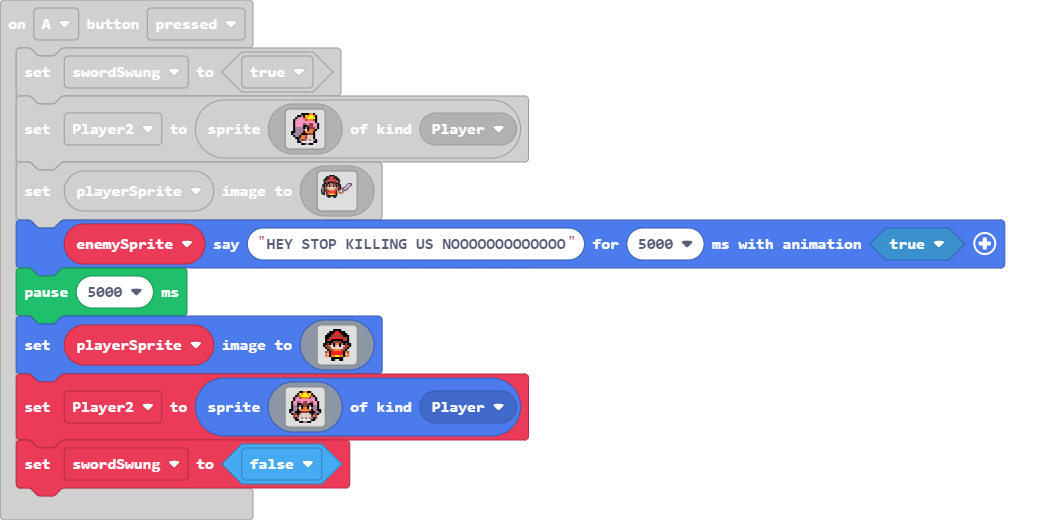 on A button pressed
set swordSwung to true
set Player2 to sprite of kind Player
set playerSprite image to
enemySprite say "HEY STOP KILLING US NOOOOOOOOOOOOO" for 5000 ms with animation true
pause 5000 ms
set playerSprite image to
set Player2 to sprite of kind Player
set swordSwung to false